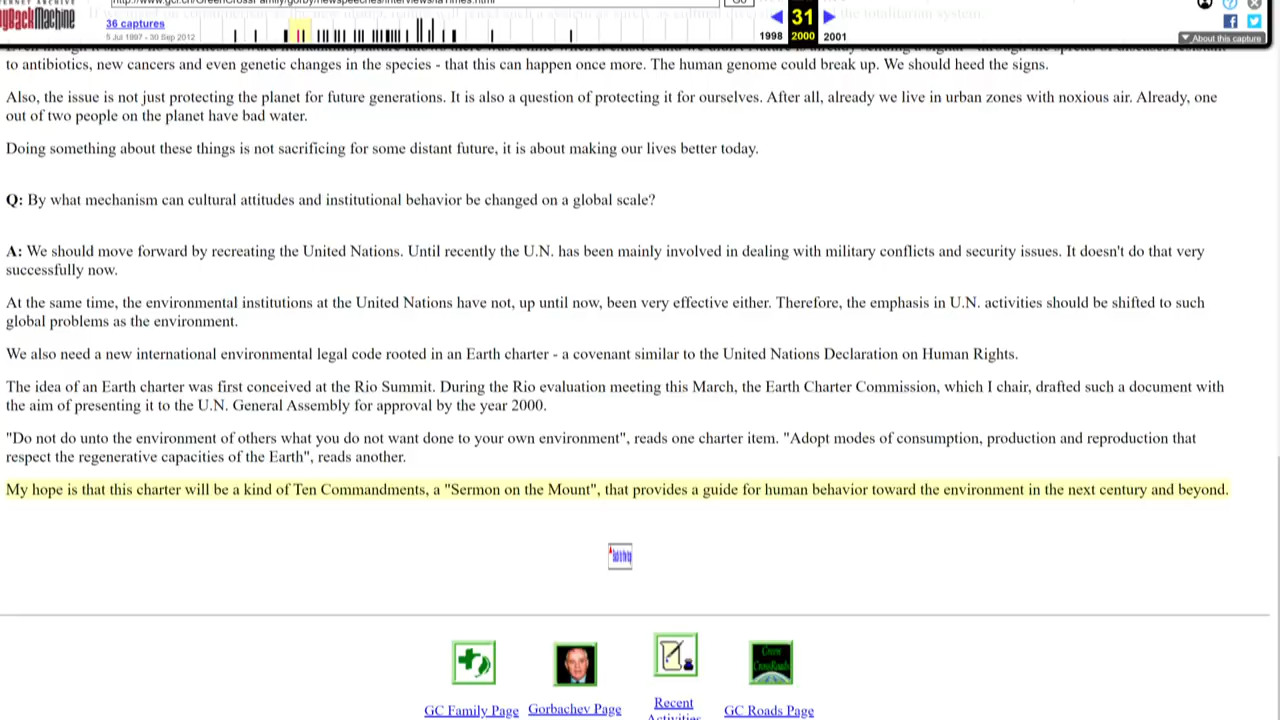 36 captures
5 Jul 1997 - 30 Sep 2012
31
1998 2000 2001
About this capture
to antibiotics, new cancers and even genetic changes in the species - that this can happen once more. The human genome could break up. We should heed the signs.
Also, the issue is not just protecting the planet for future generations. It is also a question of protecting it for ourselves. After all, already we live in urban zones with noxious air. Already, one
out of two people on the planet have bad water.
Doing something about these things is not sacrificing for some distant future, it is about making our lives better today.
Q: By what mechanism can cultural attitudes and institutional behavior be changed on a global scale?
A: We should move forward by recreating the United Nations. Until recently the U.N. has been mainly involved in dealing with military conflicts and security issues. It doesn't do that very
successfully now.
At the same time, the environmental institutions at the United Nations have not, up until now, been very effective either. Therefore, the emphasis in U.N. activities should be shifted to such
global problems as the environment.
We also need a new international environmental legal code rooted in an Earth charter - a covenant similar to the United Nations Declaration on Human Rights.
The idea of an Earth charter was first conceived at the Rio Summit. During the Rio evaluation meeting this March, the Earth Charter Commission, which I chair, drafted such a document with
the aim of presenting it to the U.N. General Assembly for approval by the year 2000.
"Do not do unto the environment of others what you do not want done to your own environment", reads one charter item. "Adopt modes of consumption, production and reproduction that
respect the regenerative capacities of the Earth", reads another.
My hope is that this charter will be a kind of Ten Commandments, a "Sermon on the Mount", that provides a guide for human behavior toward the environment in the next century and beyond.
GC Family Page Gorbachev Page Recent Activities GC Roads Page